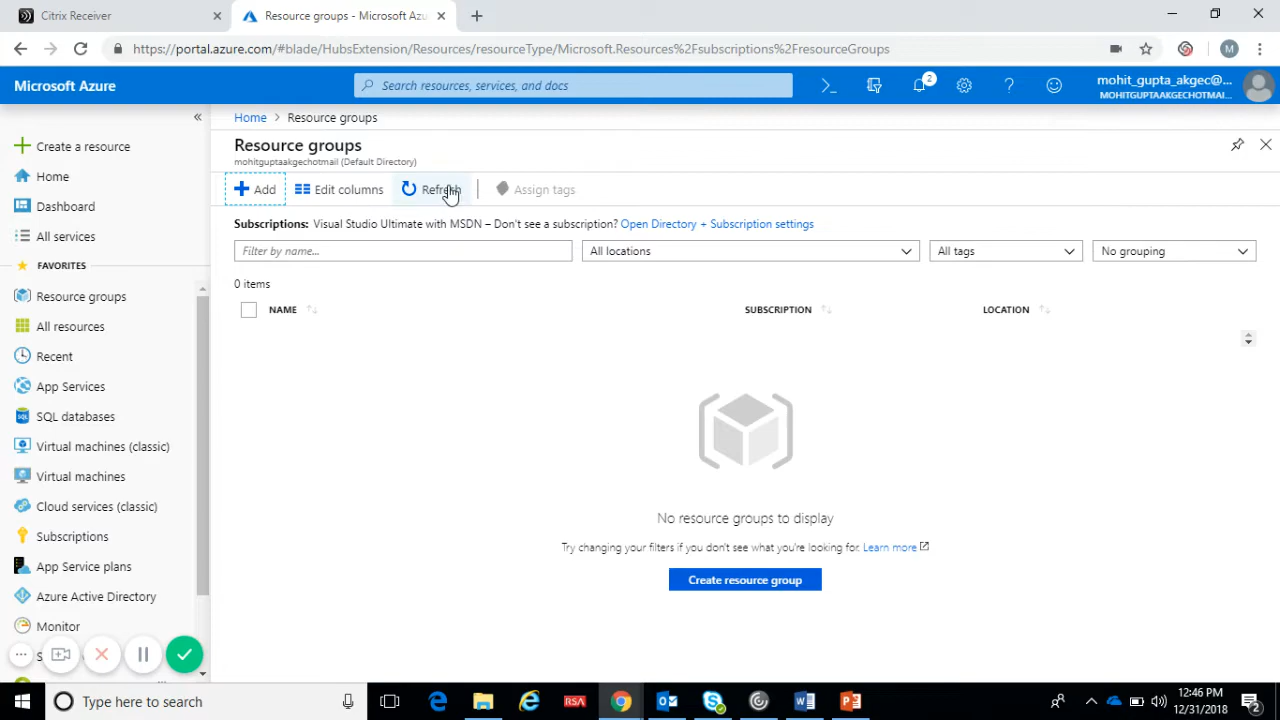 Citrix Receiver
Resource groups - Microsoft Azu
https://portal.azure.com/#blade/HubsExtension/Resources/resourceType/Microsoft.Resources%2Fsubscriptions%2FresourceGroups
M
Microsoft Azure
Search resources, services, and docs
2
mohit_gupta_akgec@...
MOHITGUPTAAKGECHOTMAI...
Create a resource
Home
Dashboard
All services
FAVORITES
Resource groups
All resources
Recent
App Services
SQL databases
Virtual machines (classic)
Virtual machines
Cloud services (classic)
Subscriptions
App Service plans
Azure Active Directory
Monitor
Home > Resource groups
Resource groups
mohitguptaakgechotmail (Default Directory)
Add
Edit columns
Refresh
Assign tags
Subscriptions: Visual Studio Ultimate with MSDN – Don't see a subscription? Open Directory + Subscription settings
Filter by name...
All locations
All tags
No grouping
0 items
NAME
SUBSCRIPTION
LOCATION
No resource groups to display
Try changing your filters if you don't see what you're looking for. Learn more
Create resource group
Type here to search
RSA
12:46 PM
12/31/2018
2